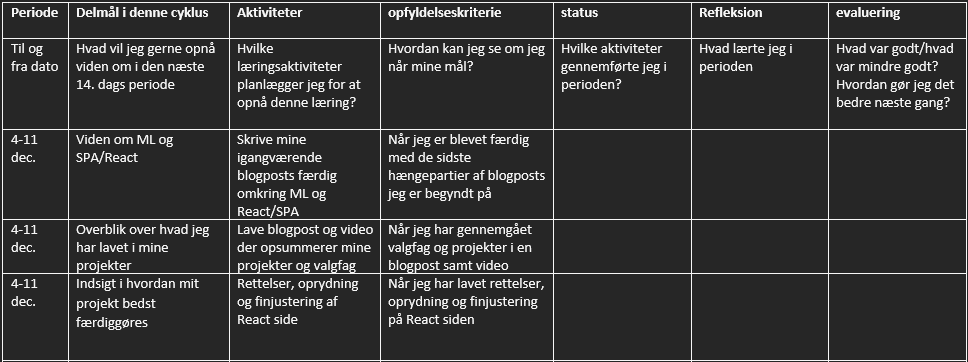 Periode
Delmål i denne cyklus
Aktiviteter
opfyldelseskriterie
status
Refleksion
evaluering
Til og
fra dato
Hvad vil jeg gerne opnå
viden om i den næste
14. dags periode
Hvilke
læringsaktiviteter
planlægger jeg for at
opnå denne læring?
Hvordan kan jeg se om jeg
når mine mål?
Hvilke aktiviteter
gennemførte jeg i
perioden?
Hvad lærte jeg i
perioden
Hvad var godt/hvad
var mindre godt?
Hvordan gør jeg det
bedre næste gang?
4-11
dec.
Viden om ML og
SPA/React
Skrive mine
igangværende
blogposts færdig
omkring ML og
React/SPA
Når jeg er blevet færdig
med de sidste
hængepartier af blogposts
jeg er begyndt på
4-11
dec.
Overblik over hvad jeg
har lavet i mine
projekter
Lave blogpost og video
der opsummerer mine
projekter og valgfag
Når jeg har gennemgået
valgfag og projekter i en
blogpost samt video
4-11
dec.
Indsigt i hvordan mit
projekt bedst
færdiggøres
Rettelser, oprydning
og finjustering af
React side
Når jeg har lavet rettelser,
oprydning og finjustering
på React siden